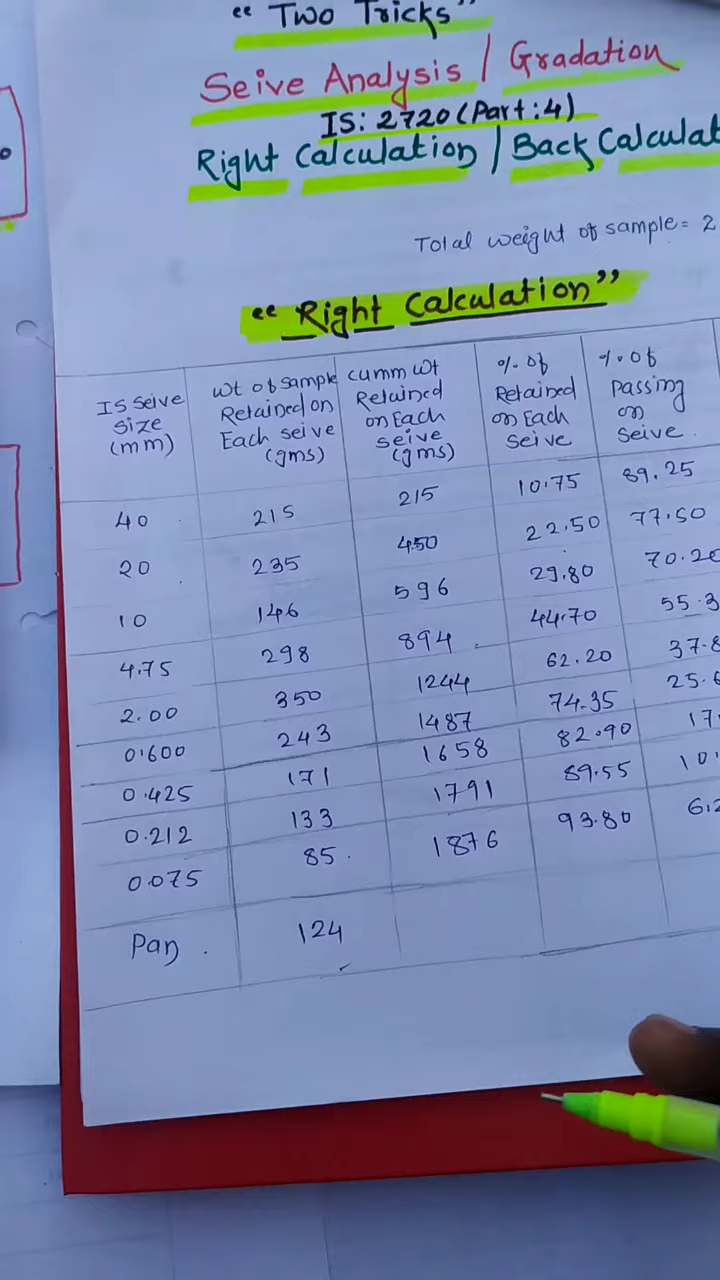 “ Two Tricks ”
Seive Analysis / Gradation
IS: 2720 (Part:4)
Right Calculation / Back Calculat
Total weight of sample = 2
“ Right Calculation ”
IS Seive Size (mm) | Wt of sample Retained on Each seive (gms) | cumm wt Retained on Each seive (gms) | % of Retained on Each Seive | % of Passing on Seive
40 | 215 | 215 | 10.75 | 89.25
20 | 235 | 450 | 22.50 | 77.50
10 | 146 | 596 | 29.80 | 70.20
4.75 | 298 | 894 | 44.70 | 55.3
2.00 | 350 | 1244 | 62.20 | 37.8
0.600 | 243 | 1487 | 74.35 | 25.6
0.425 | 171 | 1658 | 82.90 | 17.
0.212 | 133 | 1791 | 89.55 | 10.
0.075 | 85 | 1876 | 93.80 | 6.2
Pan | 124